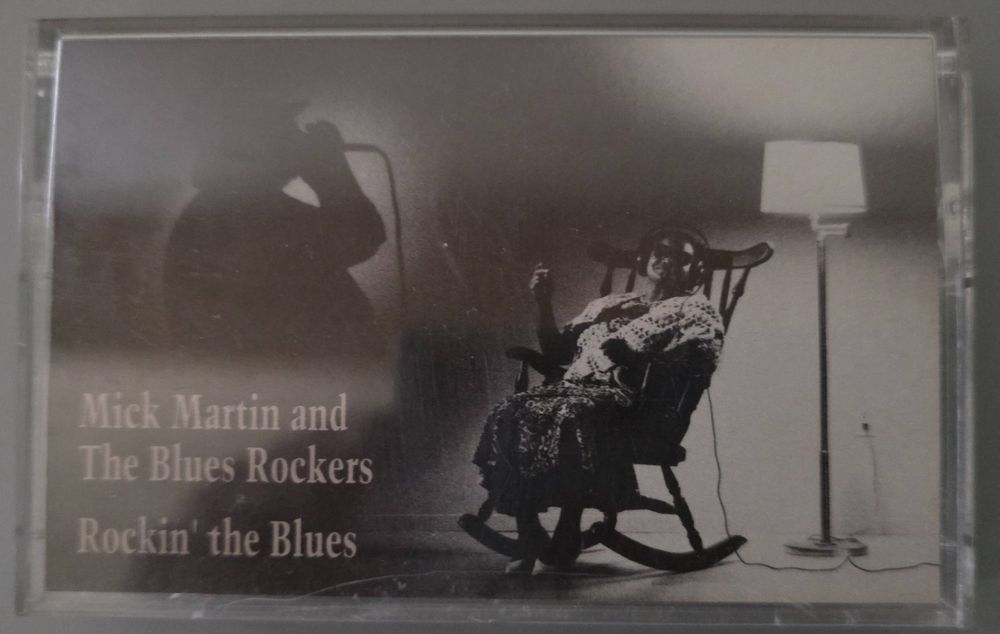 Mick Martin and
The Blues Rockers
Rockin' the Blues